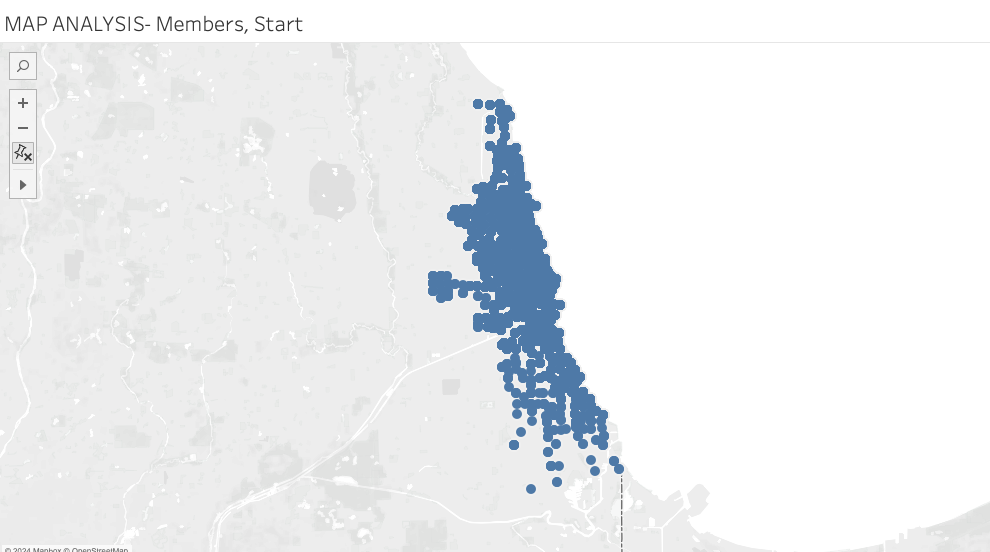 MAP ANALYSIS- Members, Start
© 2024 Mapbox © OpenStreetMap